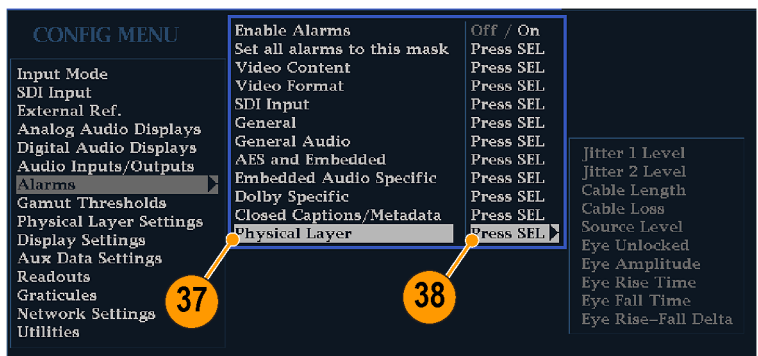 CONFIG MENU
Input Mode
SDI Input
External Ref.
Analog Audio Displays
Digital Audio Displays
Audio Inputs/Outputs
Alarms
Gamut Thresholds
Physical Layer Settings
Display Settings
Aux Data Settings
Readouts
Graticules
Network Settings
Utilities
Enable Alarms Off / On
Set all alarms to this mask Press SEL
Video Content Press SEL
Video Format Press SEL
SDI Input Press SEL
General Press SEL
General Audio Press SEL
AES and Embedded Press SEL
Embedded Audio Specific Press SEL
Dolby Specific Press SEL
Closed Captions/Metadata Press SEL
Physical Layer Press SEL
37
38
Jitter 1 Level
Jitter 2 Level
Cable Length
Cable Loss
Source Level
Eye Unlocked
Eye Amplitude
Eye Rise Time
Eye Fall Time
Eye Rise-Fall Delta